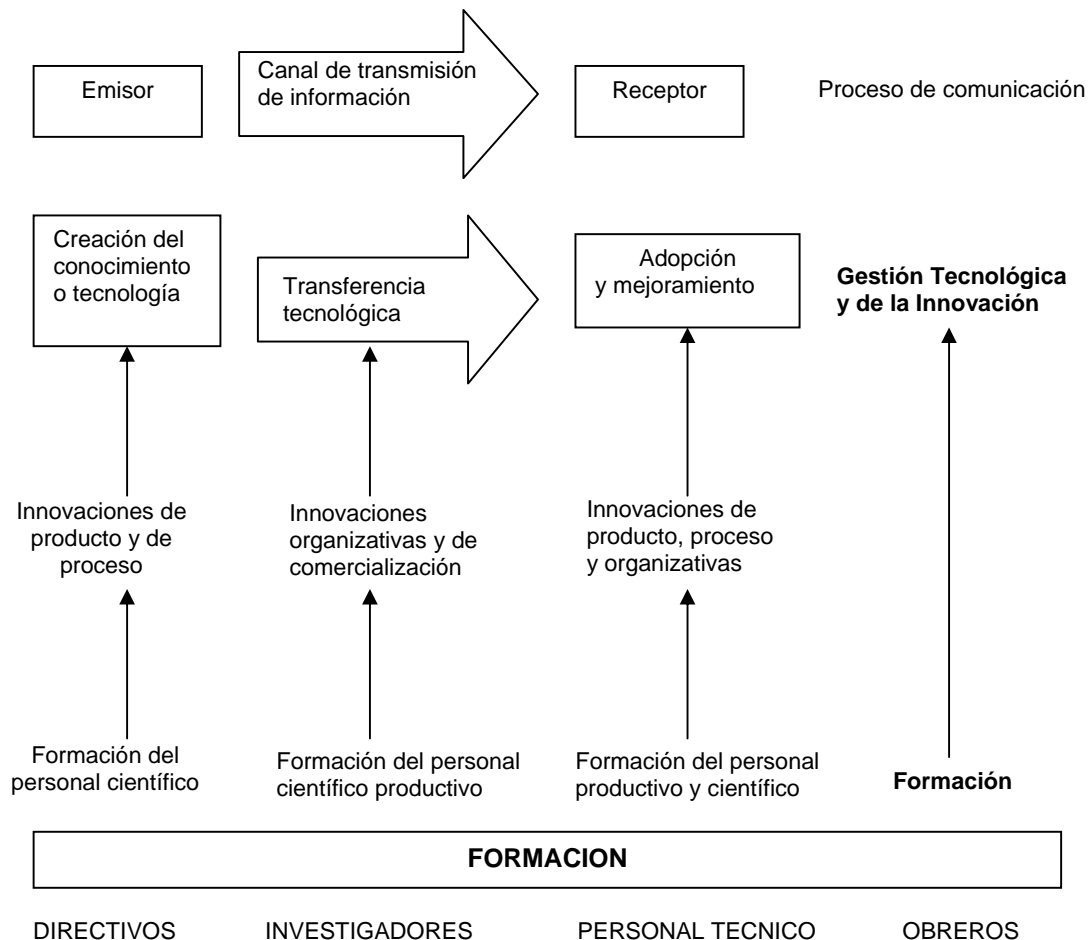 Emisor
Canal de transmisión
de información
Receptor
Proceso de comunicación
Creación del
conocimiento
o tecnología
Transferencia
tecnológica
Adopción
y mejoramiento
Gestión Tecnológica
y de la Innovación
Innovaciones de
producto y de
proceso
Innovaciones
organizativas y de
comercialización
Innovaciones de
producto, proceso
y organizativas
Formación del
personal científico
Formación del personal
científico productivo
Formación del personal
productivo y científico
Formación
FORMACION
DIRECTIVOS
INVESTIGADORES
PERSONAL TECNICO
OBREROS